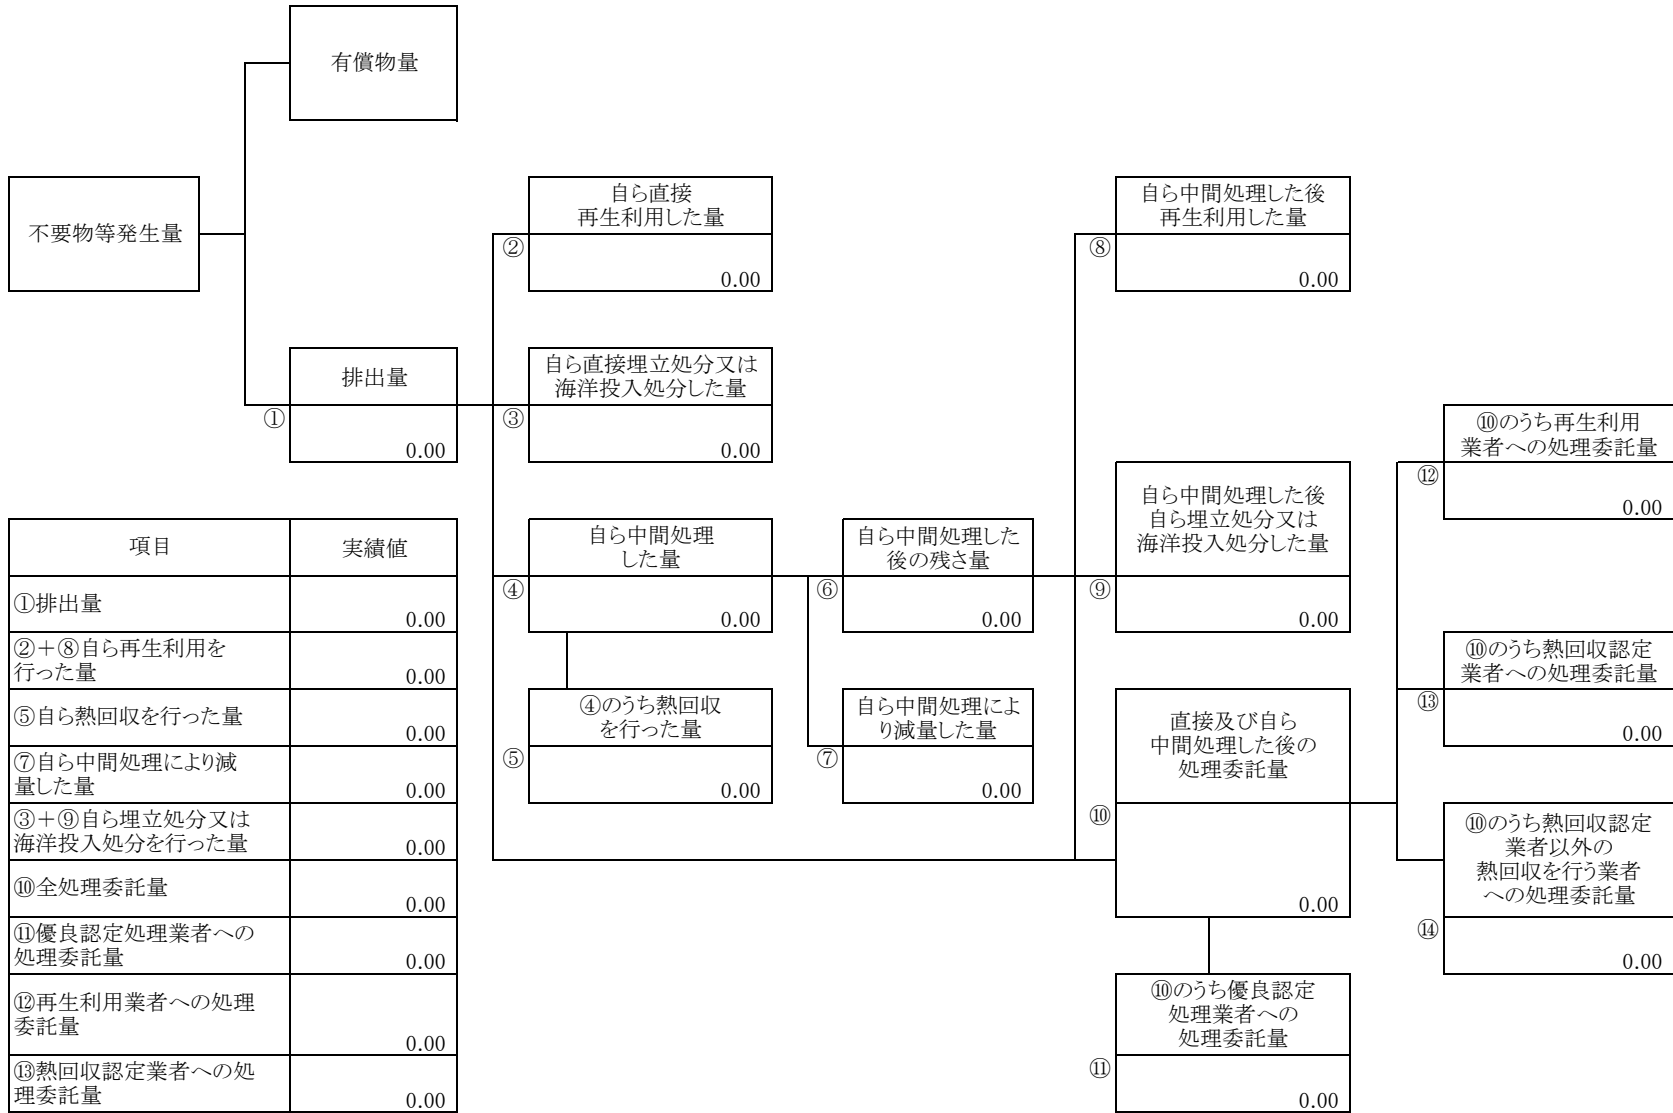 有償物量
不要物等発生量
自ら直接
再生利用した量
②
0.00
自ら中間処理した後
再生利用した量
⑧
0.00
排出量
①
0.00
自ら直接埋立処分又は
海洋投入処分した量
③
0.00
⑩のうち再生利用
業者への処理委託量
⑫
0.00
自ら中間処理した後
自ら埋立処分又は
海洋投入処分した量
⑨
0.00
自ら中間処理
した量
④
0.00
自ら中間処理した
後の残さ量
⑥
0.00
⑩のうち熱回収認定
業者への処理委託量
⑬
0.00
④のうち熱回収
を行った量
⑤
0.00
自ら中間処理によ
り減量した量
⑦
0.00
直接及び自ら
中間処理した後の
処理委託量
⑩
0.00
⑩のうち熱回収認定
業者以外の
熱回収を行う業者
への処理委託量
⑭
0.00
⑩のうち優良認定
処理業者への
処理委託量
⑪
0.00
項目 実績値
①排出量 0.00
②＋⑧自ら再生利用を
行った量 0.00
⑤自ら熱回収を行った量 0.00
⑦自ら中間処理により減
量した量 0.00
③＋⑨自ら埋立処分又は
海洋投入処分を行った量 0.00
⑩全処理委託量 0.00
⑪優良認定処理業者への
処理委託量 0.00
⑫再生利用業者への処理
委託量 0.00
⑬熱回収認定業者への処
理委託量 0.00